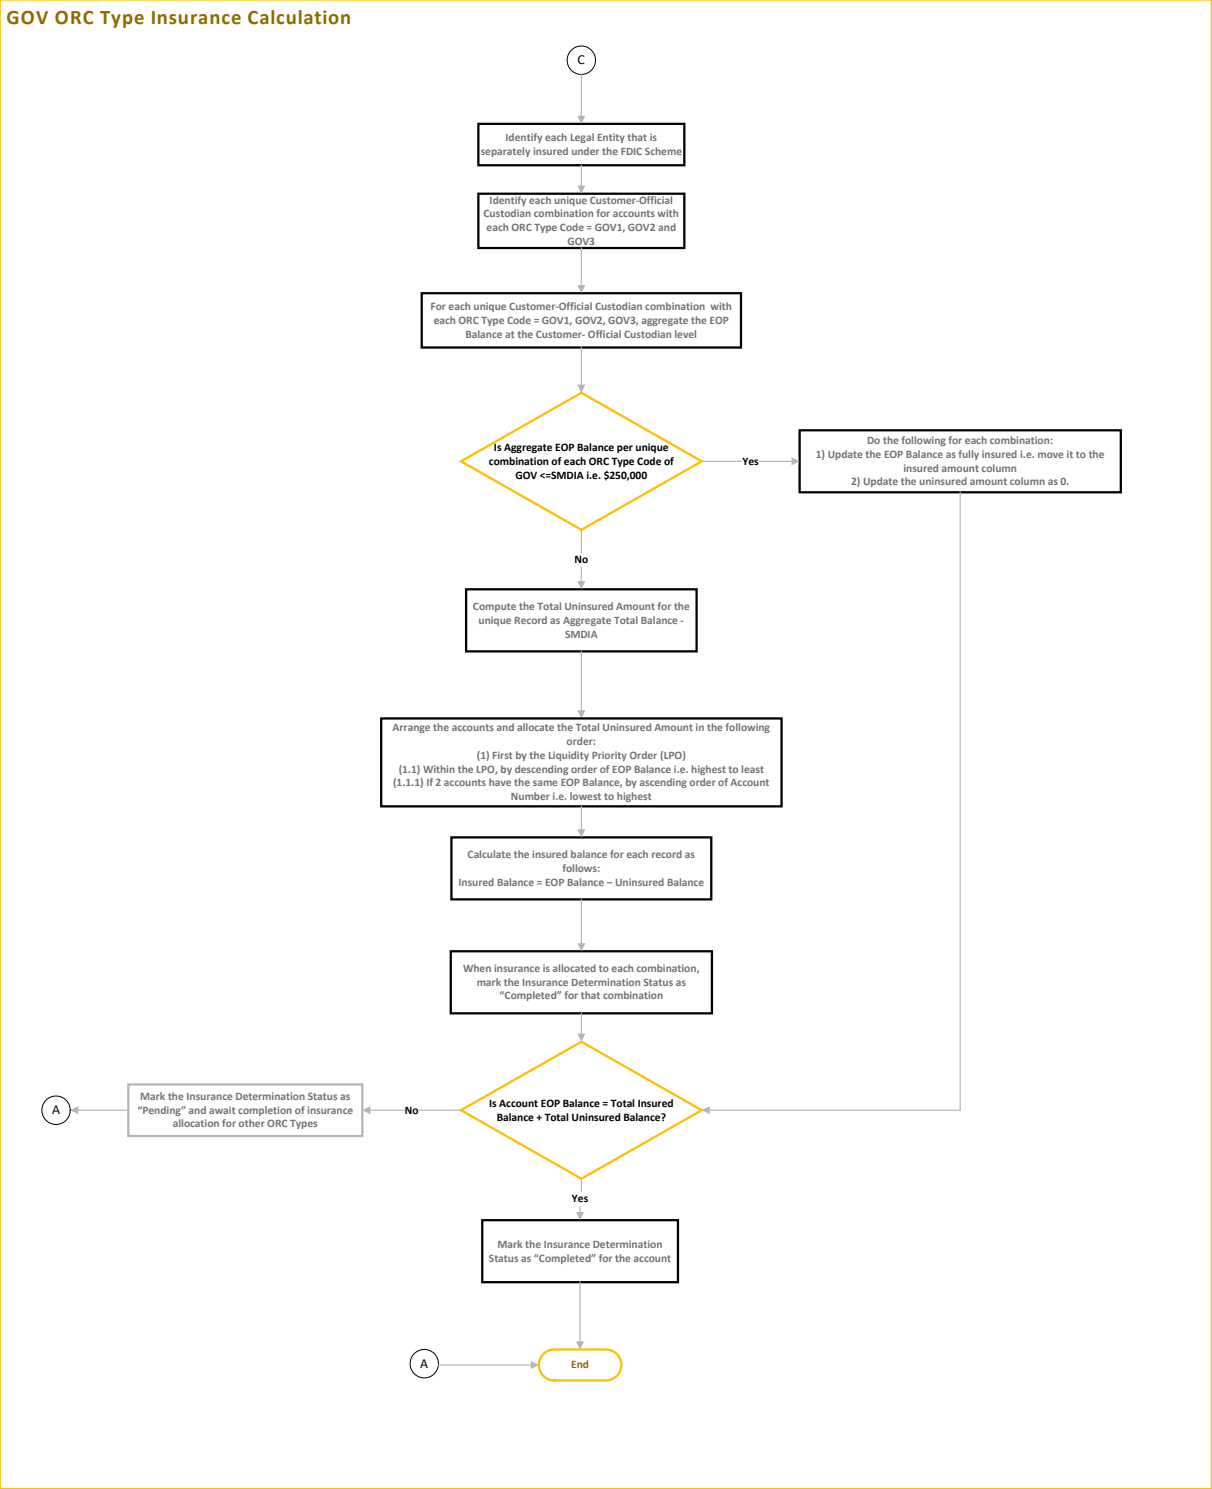 GOV ORC Type Insurance Calculation
C
Identify each Legal Entity that is
separately insured under the FDIC Scheme
Identify each unique Customer-Official
Custodian combination for accounts with
each ORC Type Code = GOV1, GOV2 and
GOV3
For each unique Customer-Official Custodian combination with
each ORC Type Code = GOV1, GOV2, GOV3, aggregate the EOP
Balance at the Customer- Official Custodian level
Is Aggregate EOP Balance per unique
combination of each ORC Type Code of
GOV <=SMDIA i.e. $250,000
Yes
Do the following for each combination:
1) Update the EOP Balance as fully insured i.e. move it to the
insured amount column
2) Update the uninsured amount column as 0.
No
Compute the Total Uninsured Amount for the
unique Record as Aggregate Total Balance -
SMDIA
Arrange the accounts and allocate the Total Uninsured Amount in the following
order:
(1) First by the Liquidity Priority Order (LPO)
(1.1) Within the LPO, by descending order of EOP Balance i.e. highest to least
(1.1.1) If 2 accounts have the same EOP Balance, by ascending order of Account
Number i.e. lowest to highest
Calculate the insured balance for each record as
follows:
Insured Balance = EOP Balance – Uninsured Balance
When insurance is allocated to each combination,
mark the Insurance Determination Status as
“Completed” for that combination
Is Account EOP Balance = Total Insured
Balance + Total Uninsured Balance?
No
Mark the Insurance Determination Status as
“Pending” and await completion of insurance
allocation for other ORC Types
A
Yes
Mark the Insurance Determination
Status as “Completed” for the account
A
End